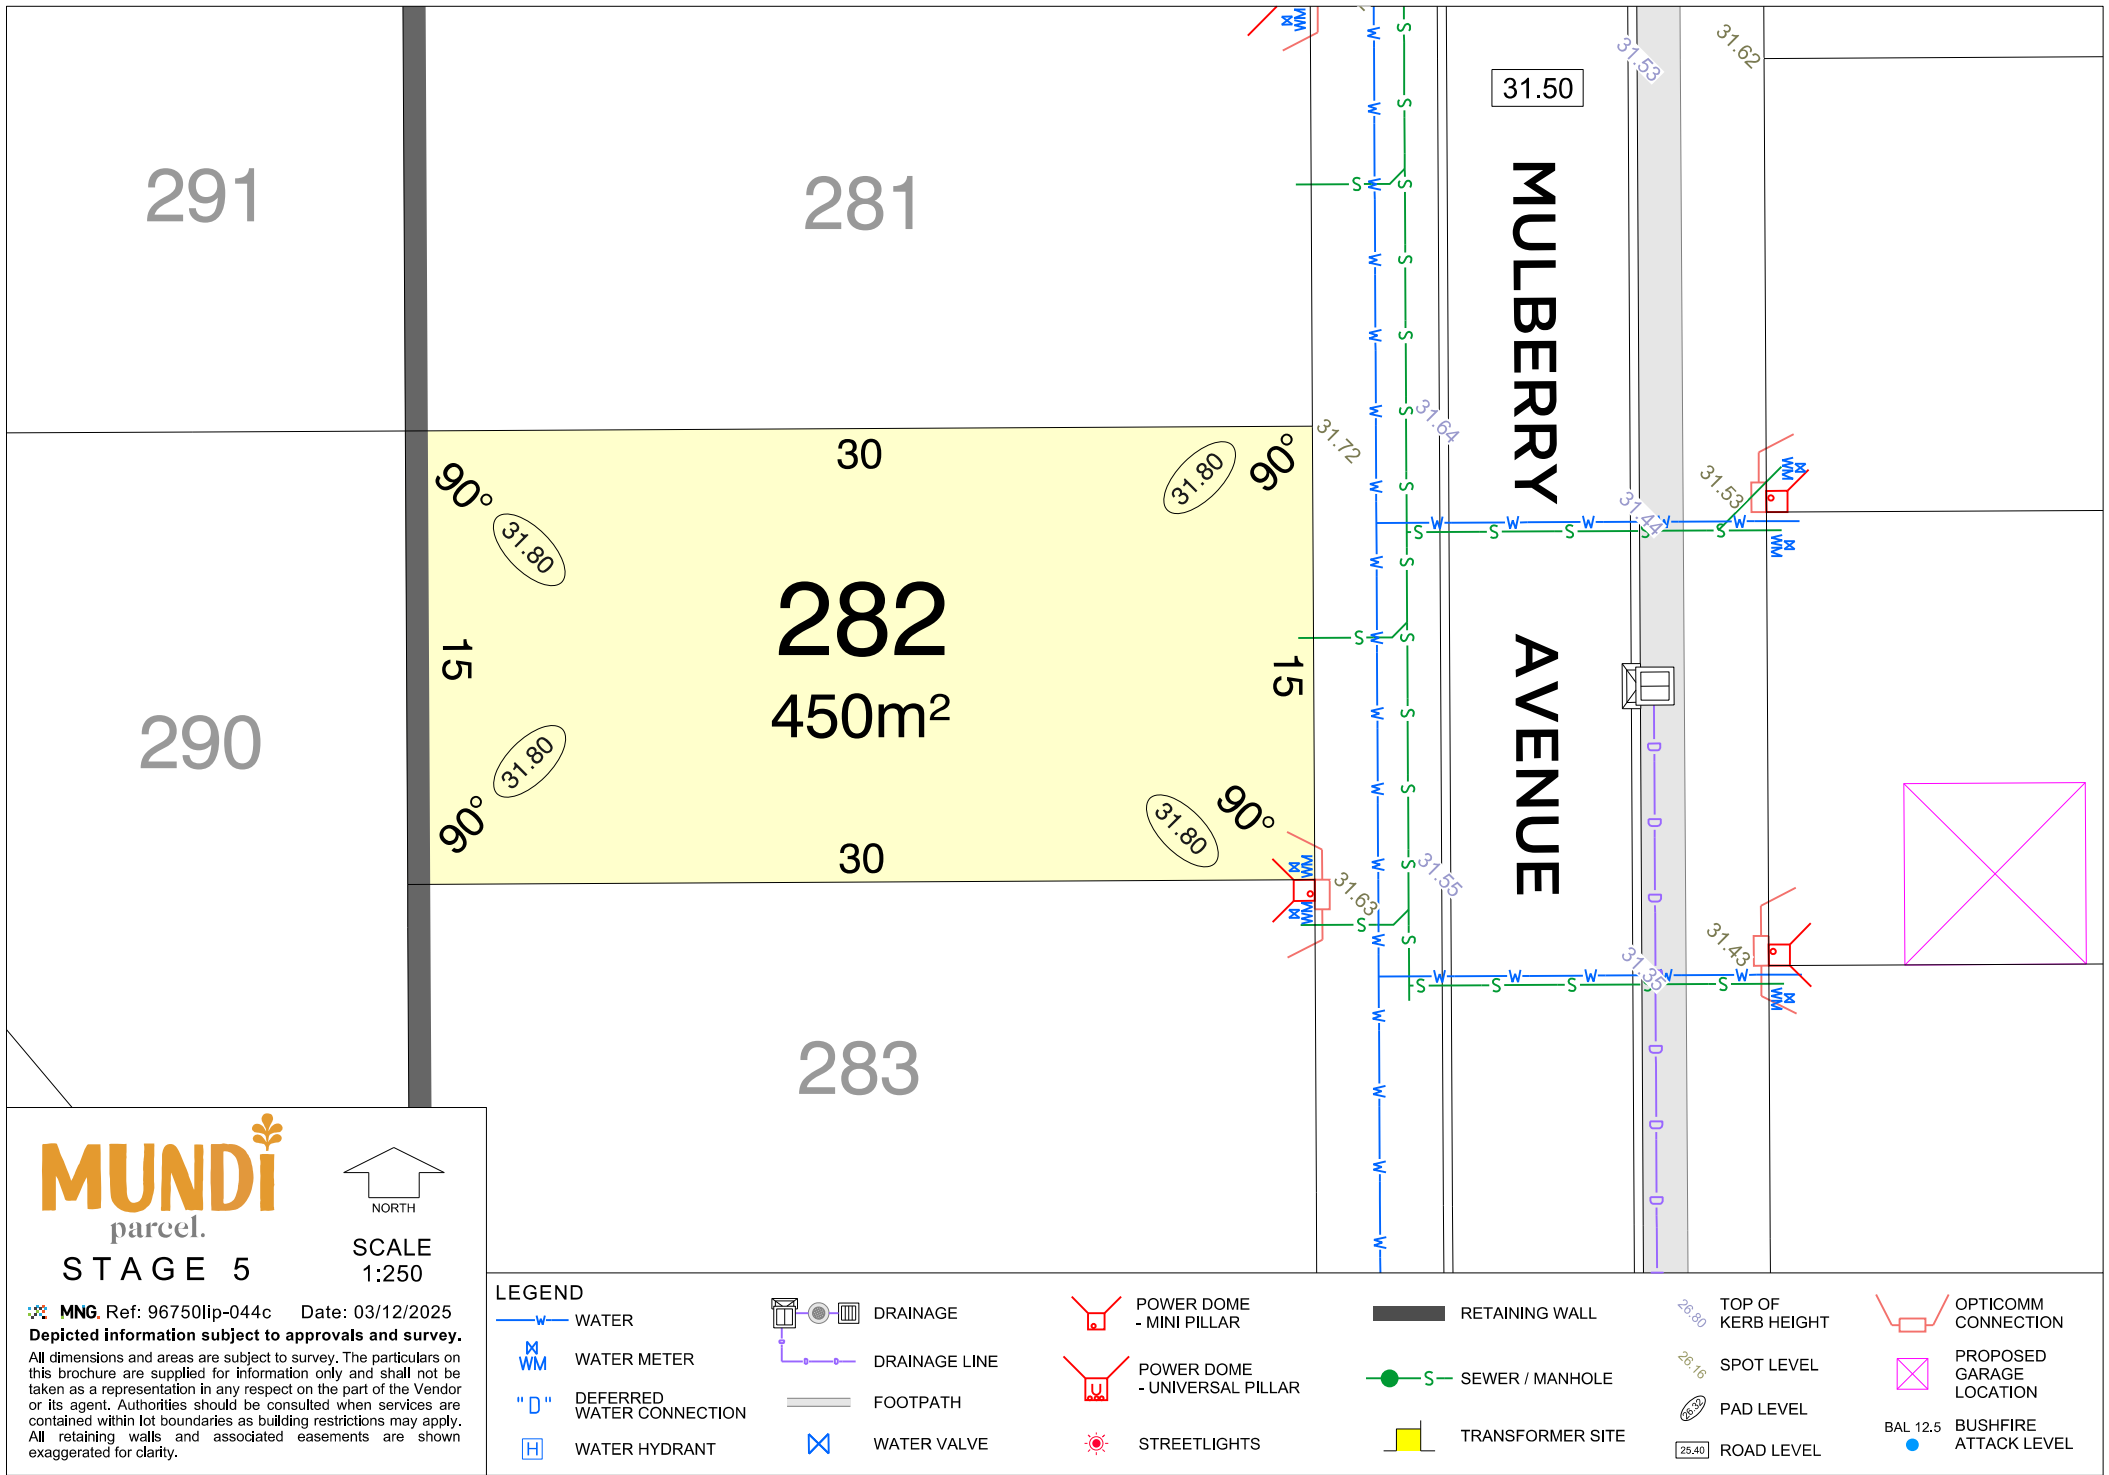 31.62
31.53
31.50
MULBERRY AVENUE
291
281
30
90°
31.80
90°
31.80
31.72
31.64
31.53
31.44
282
450m²
15
15
290
31.80
90°
31.80
90°
30
31.63
31.55
31.43
31.35
283
MUNDi
parcel.
STAGE 5
NORTH
SCALE
1:250
MNG. Ref: 96750lip-044c Date: 03/12/2025
Depicted information subject to approvals and survey.
All dimensions and areas are subject to survey. The particulars on
this brochure are supplied for information only and shall not be
taken as a representation in any respect on the part of the Vendor
or its agent. Authorities should be consulted when services are
contained within lot boundaries as building restrictions may apply.
All retaining walls and associated easements are shown
exaggerated for clarity.
LEGEND
W WATER
WM WATER METER
"D" DEFERRED
WATER CONNECTION
H WATER HYDRANT
DRAINAGE
DRAINAGE LINE
FOOTPATH
WATER VALVE
POWER DOME
- MINI PILLAR
POWER DOME
- UNIVERSAL PILLAR
STREETLIGHTS
RETAINING WALL
S SEWER / MANHOLE
TRANSFORMER SITE
26.80 TOP OF
KERB HEIGHT
26.16 SPOT LEVEL
26.32 PAD LEVEL
25.40 ROAD LEVEL
OPTICOMM
CONNECTION
PROPOSED
GARAGE
LOCATION
BAL 12.5 BUSHFIRE
ATTACK LEVEL